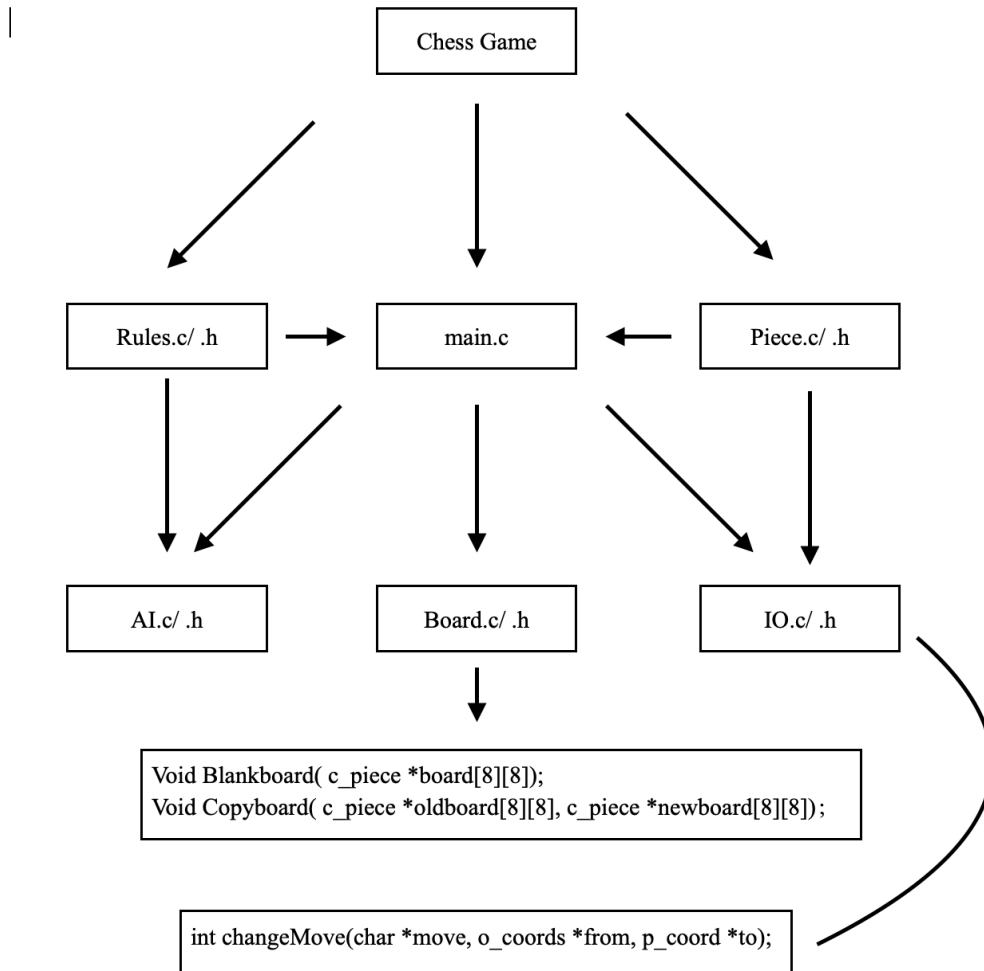 Chess Game
Rules.c/ .h
main.c
Piece.c/ .h
AI.c/ .h
Board.c/ .h
IO.c/ .h
Void Blankboard( c_piece *board[8][8]);
Void Copyboard( c_piece *oldboard[8][8], c_piece *newboard[8][8]);
int changeMove(char *move, o_coords *from, p_coord *to);